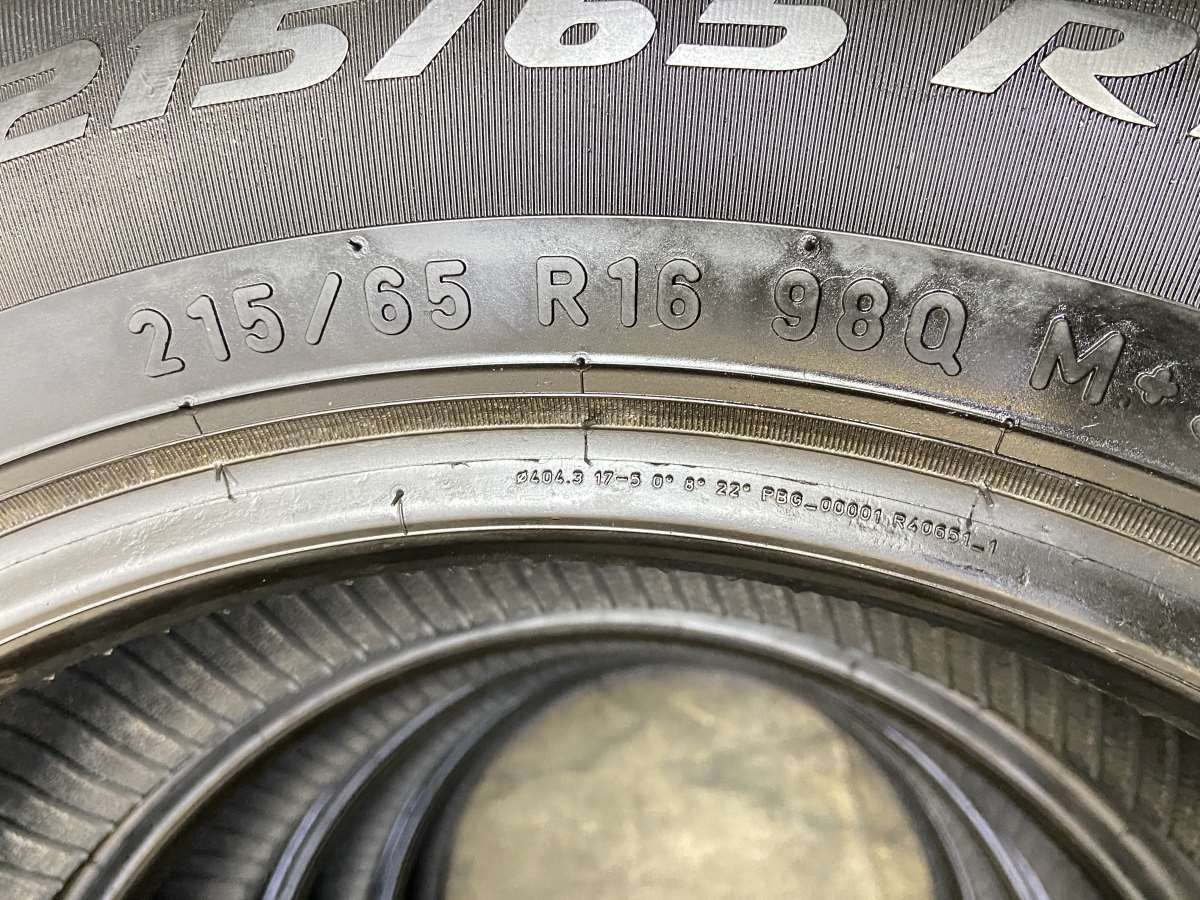 215/65 R
215/65 R16 98Q M.+
ø404.3 17-5 0° 8° 22° PBG_00001 R40651_1